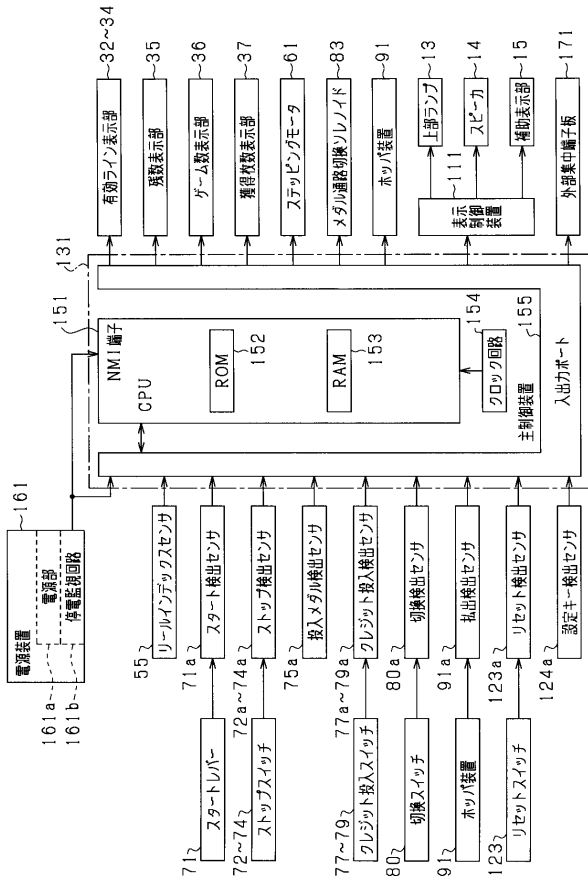 電源装置
161
電源部
停電監視回路
161a
161b
131
151
NMI端子
CPU
ROM
152
RAM
153
クロック回路
154
主制御装置
155
入出力ポート
リールインデックスセンサ
55
スタートレバー
71
スタート検出センサ
71a
ストップスイッチ
72~74
ストップ検出センサ
72a~74a
投入メダル検出センサ
75a
クレジット投入スイッチ
77~79
クレジット投入検出センサ
77a~79a
切換スイッチ
80
切換検出センサ
80a
ホッパ装置
91
払出検出センサ
91a
リセットスイッチ
123
リセット検出センサ
123a
設定キー検出センサ
124a
有効ライン表示部
32~34
残数表示部
35
ゲーム数表示部
36
獲得枚数表示部
37
ステッピングモータ
61
メダル通路切換ソレノイド
83
ホッパ装置
91
表示
制御
装置
111
上部ランプ
13
スピーカ
14
補助表示部
15
外部集中端子板
171